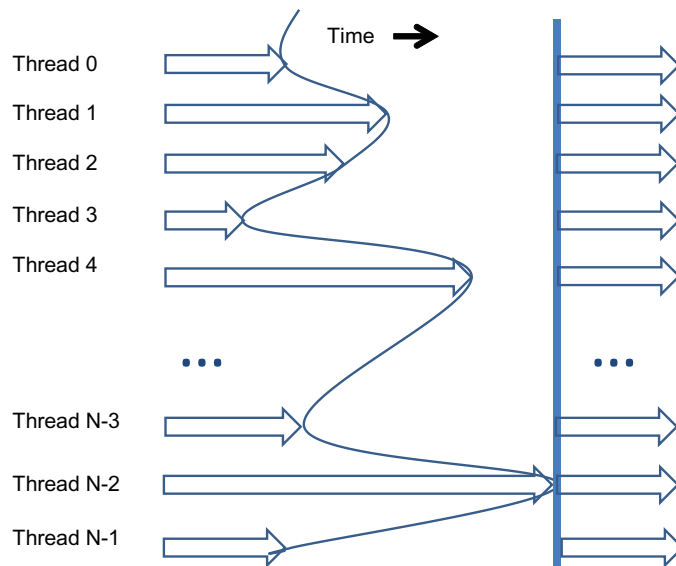 Time
Thread 0
Thread 1
Thread 2
Thread 3
Thread 4
...
...
Thread N-3
Thread N-2
Thread N-1